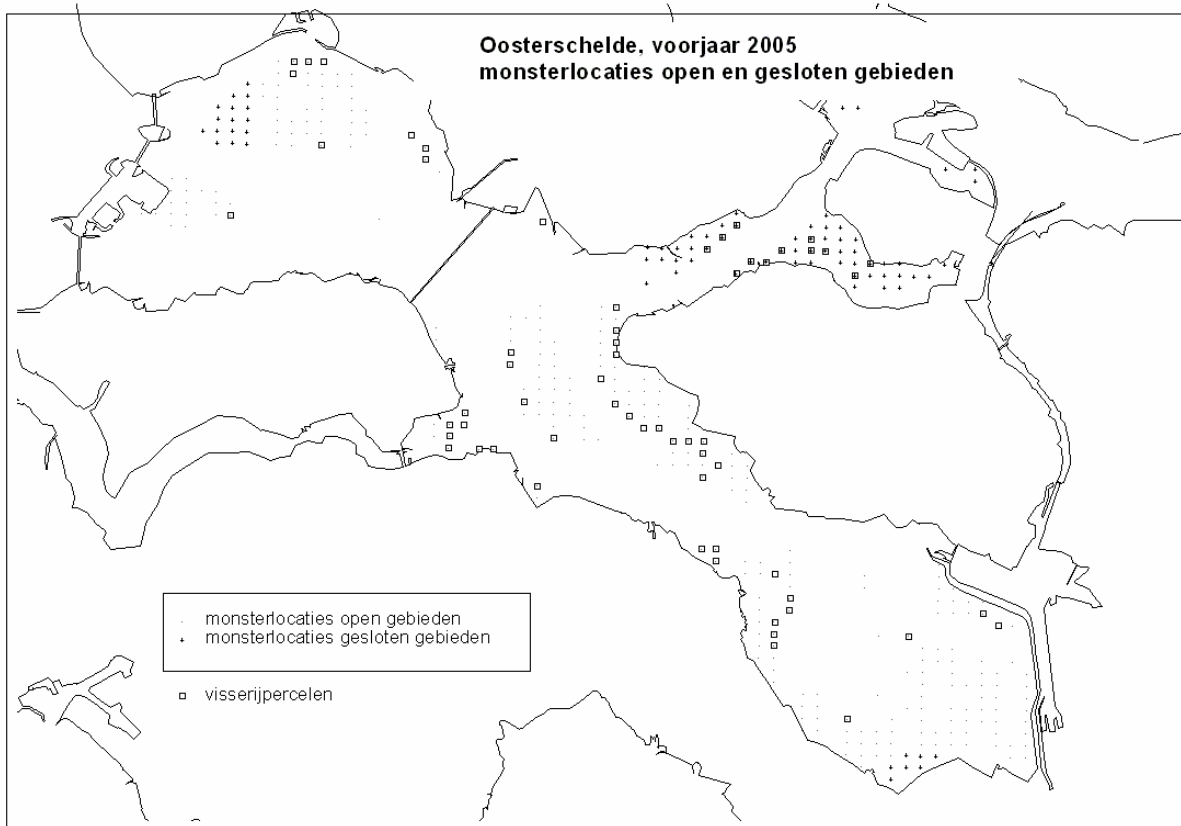 Oosterschelde, voorjaar 2005
monsterlocaties open en gesloten gebieden
monsterlocaties open gebieden
monsterlocaties gesloten gebieden
visserijpercelen